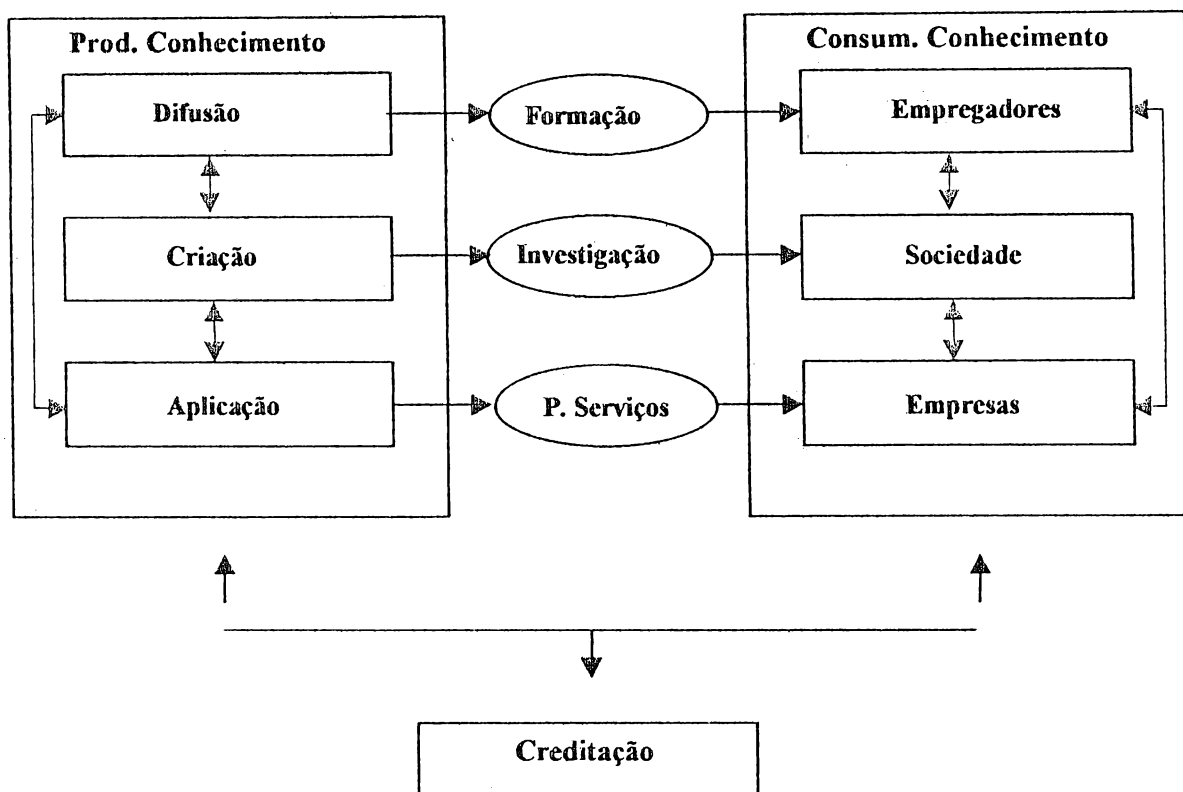 Prod. Conhecimento
Consum. Conhecimento
Difusão
Formação
Empregadores
Criação
Investigação
Sociedade
Aplicação
P. Serviços
Empresas
Creditação